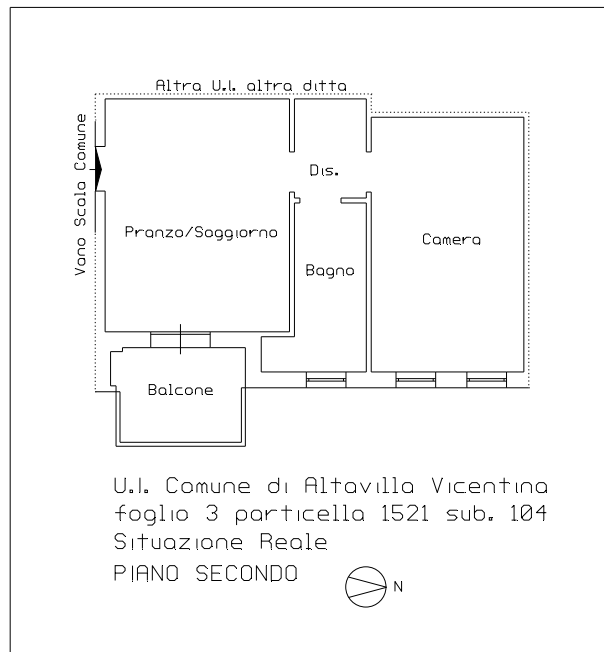 Altra U.I. altra ditta
Vano Scala Comune
Dis.
Pranzo/Soggiorno
Camera
Bagno
Balcone
U.I. Comune di Altavilla Vicentina
foglio 3 particella 1521 sub. 104
Situazione Reale
PIANO SECONDO
N